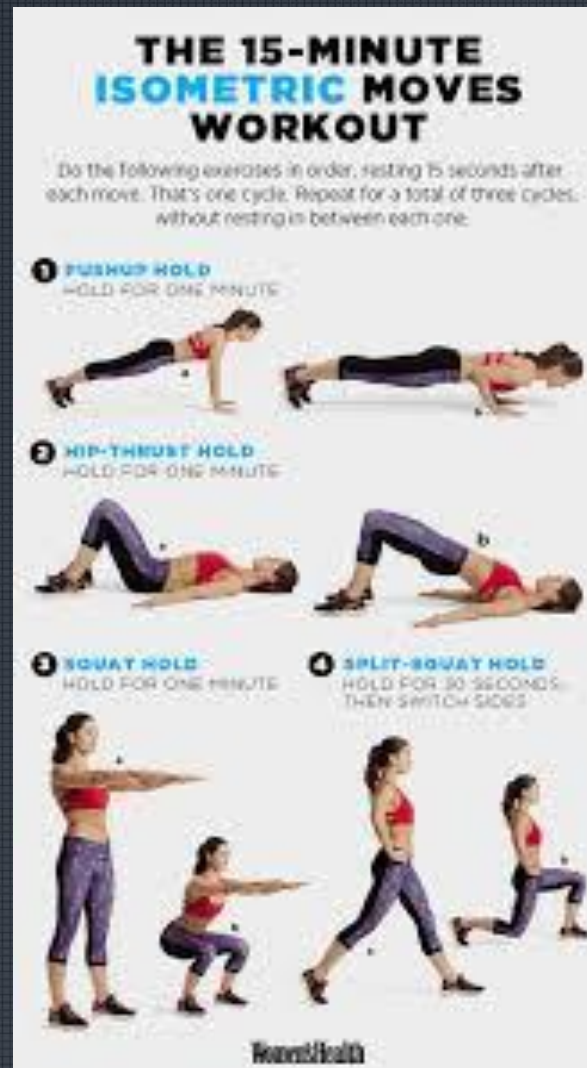 THE 15-MINUTE
ISOMETRIC MOVES
WORKOUT
Do the following exercises in order, resting 15 seconds after
each move. That's one cycle. Repeat for a total of three cycles,
without resting in between each one.
1 PUSHUP HOLD
HOLD FOR ONE MINUTE
a
2 HIP-THRUST HOLD
HOLD FOR ONE MINUTE
b
3 SQUAT HOLD
HOLD FOR ONE MINUTE
4 SPLIT-SQUAT HOLD
HOLD FOR 30 SECONDS,
THEN SWITCH SIDES
Women'sHealth